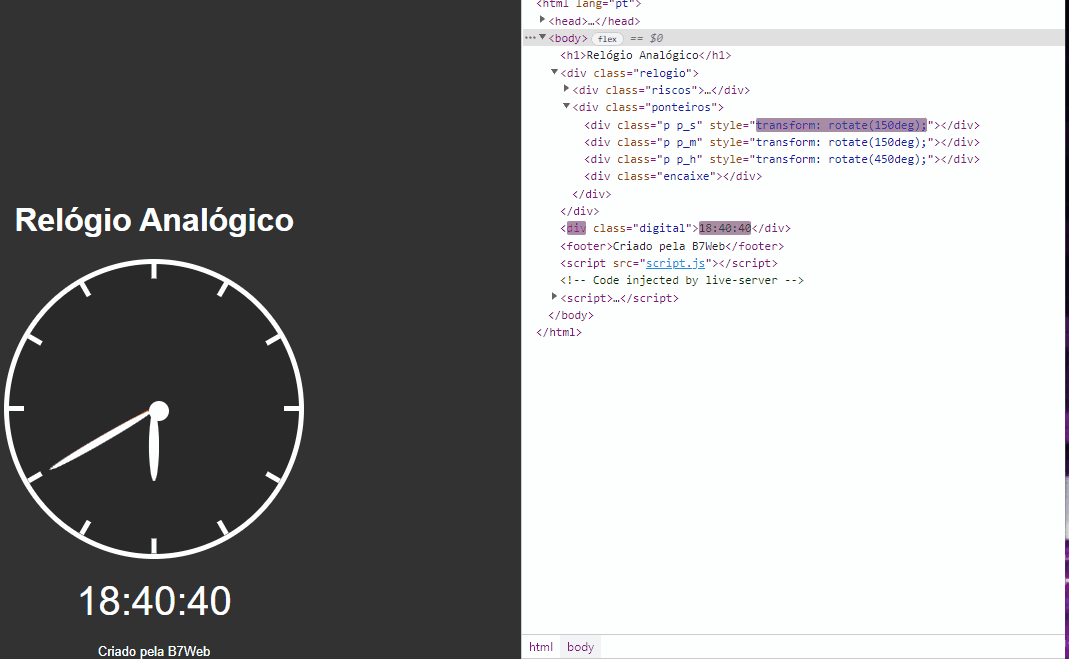 <html lang="pt">
<head>…</head>
<body> flex == $0
<h1>Relógio Analógico</h1>
<div class="relogio">
<div class="riscos">…</div>
<div class="ponteiros">
<div class="p p_s" style="transform: rotate(150deg);"></div>
<div class="p p_m" style="transform: rotate(150deg);"></div>
<div class="p p_h" style="transform: rotate(450deg);"></div>
<div class="encaixe"></div>
</div>
</div>
<div class="digital">18:40:40</div>
<footer>Criado pela B7Web</footer>
<script src="script.js"></script>
<!-- Code injected by live-server -->
<script>…</script>
</body>
</html>
html body
Relógio Analógico
18:40:40
Criado pela B7Web